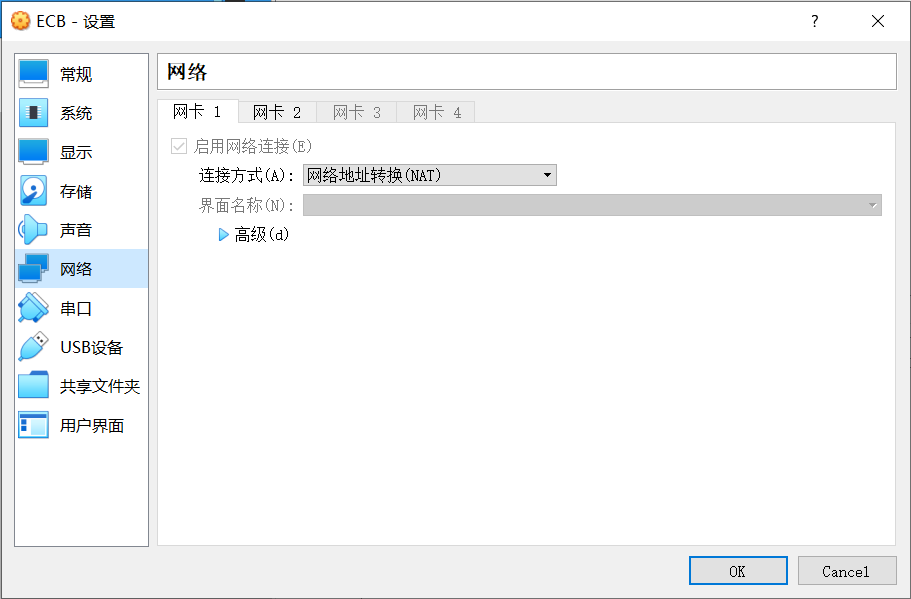 ECB - 设置
?
常规
系统
显示
存储
声音
网络
串口
USB设备
共享文件夹
用户界面
网络
网卡 1 网卡 2 网卡 3 网卡 4
启用网络连接(E)
连接方式(A): 网络地址转换(NAT)
界面名称(N):
高级(d)
OK Cancel